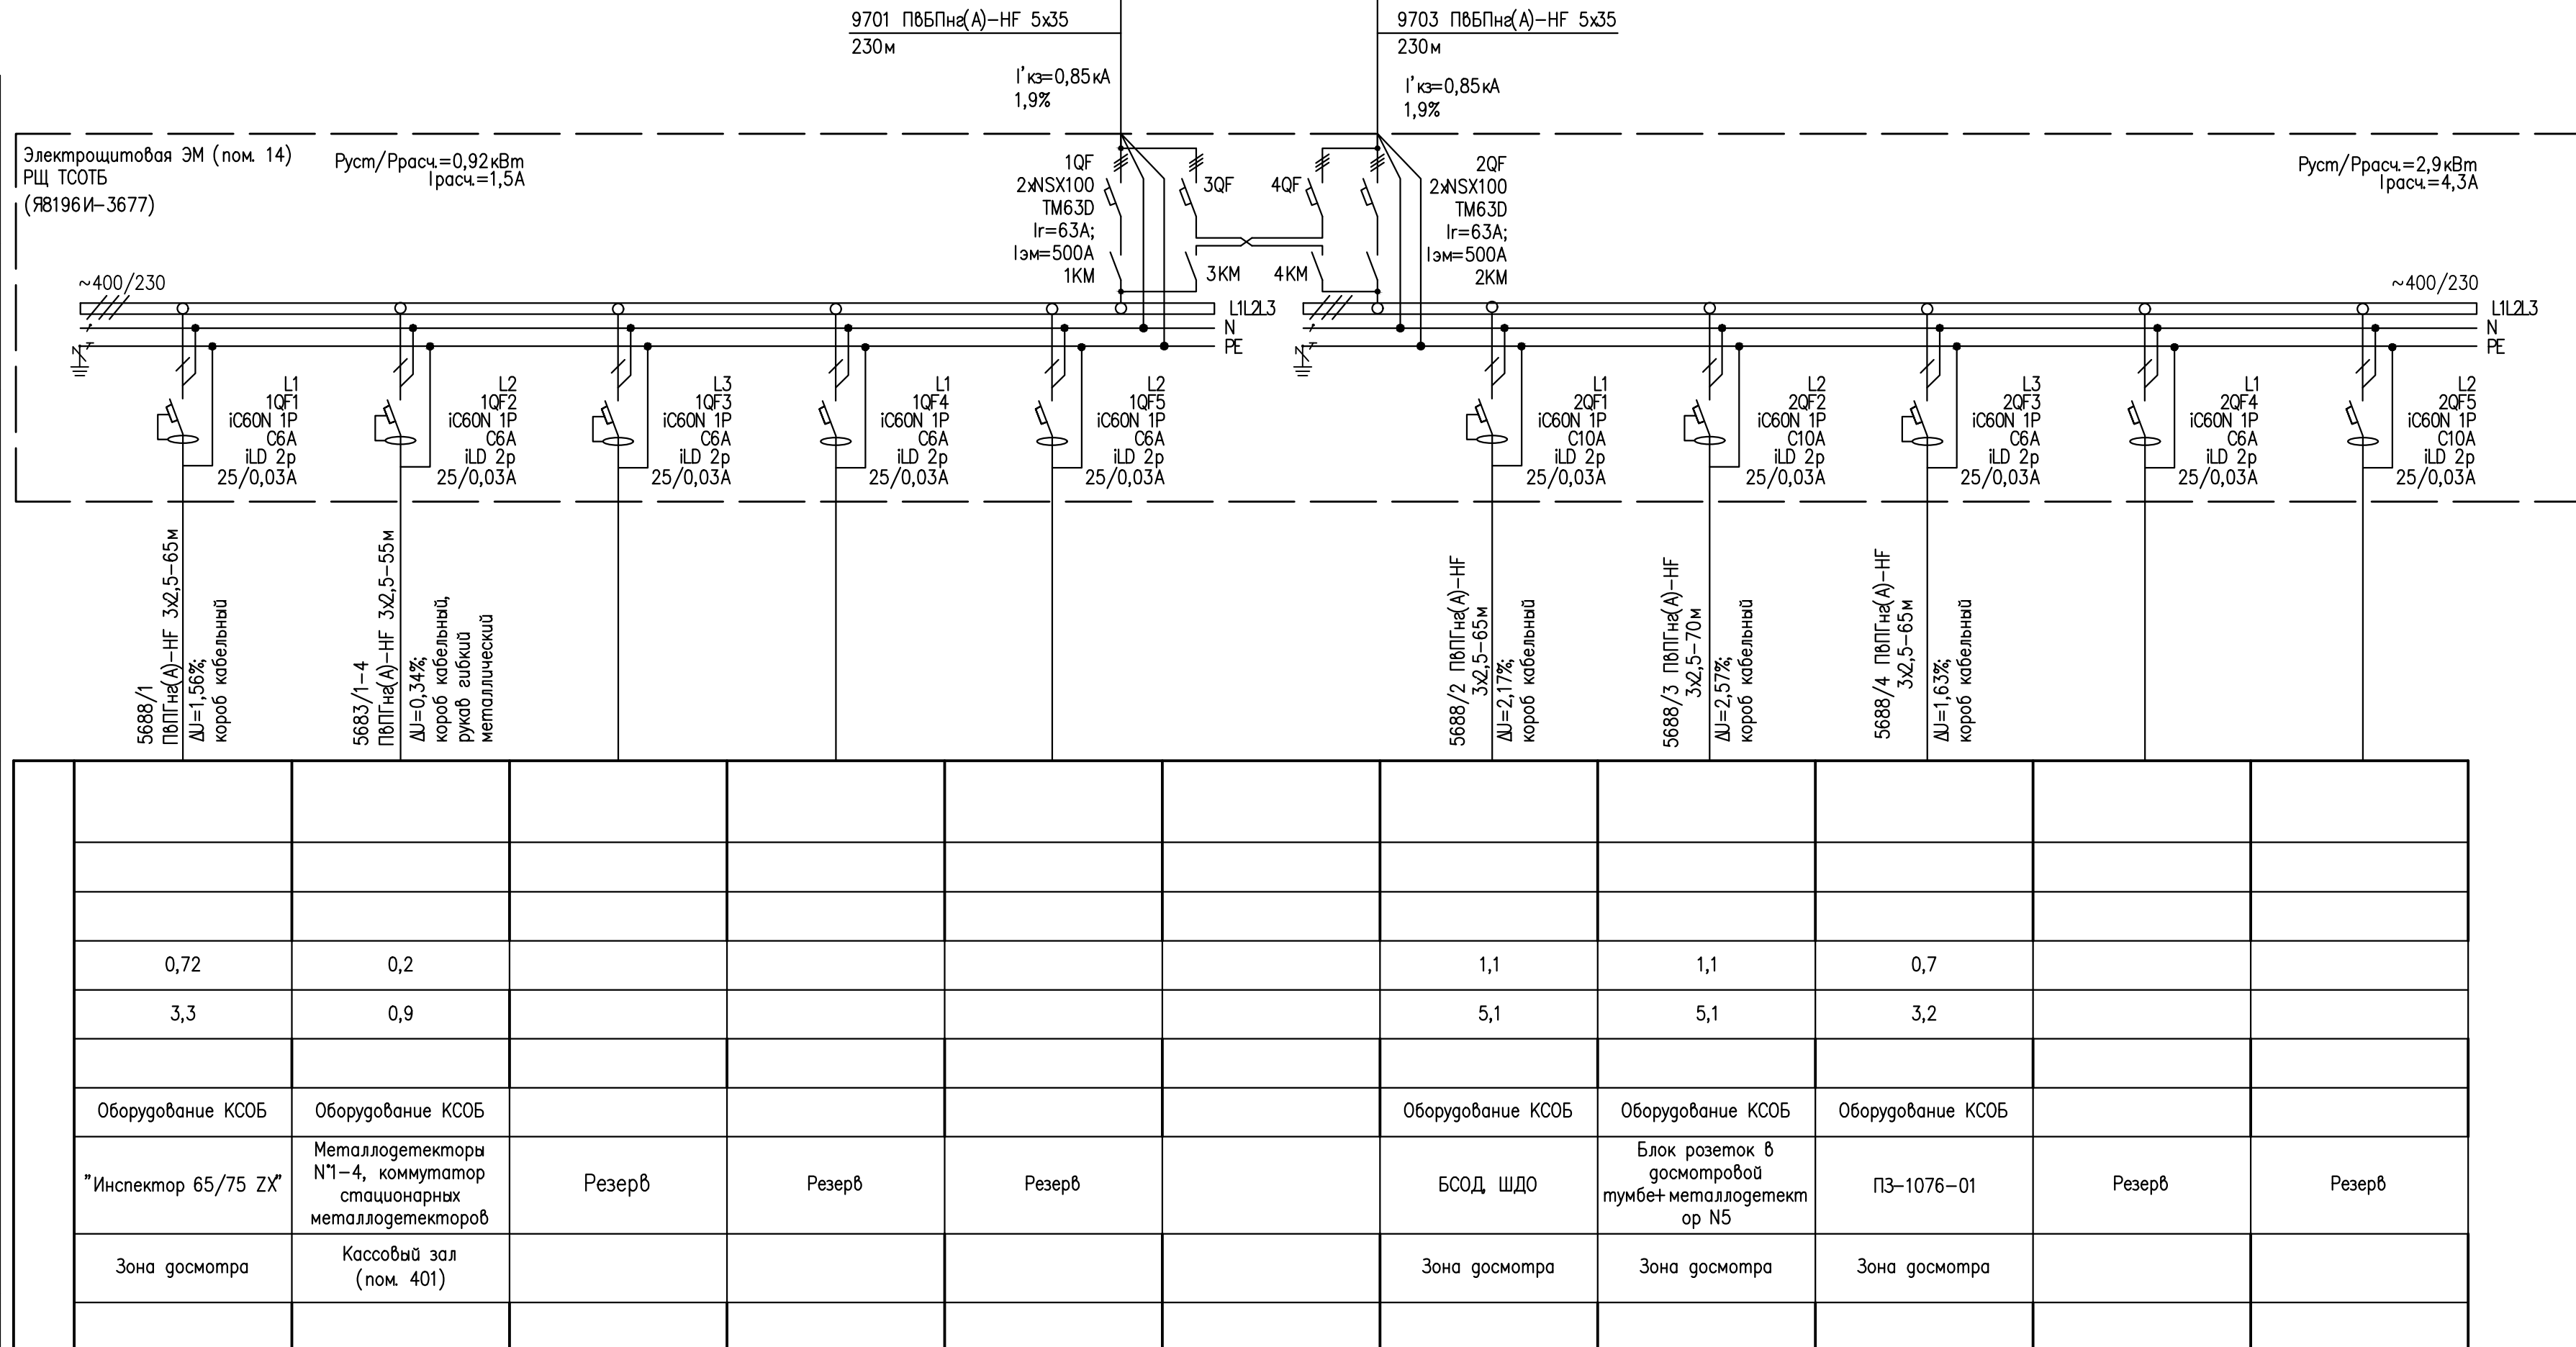 9701 ПвБПнг(А)-HF 5х35
230м
I'кз=0,85кА
1,9%
9703 ПвБПнг(А)-HF 5х35
230м
I'кз=0,85кА
1,9%
Электрощитовая ЭМ (пом. 14)
РЩ ТСОТБ
(Я8196И-3677)
Руст/Ррасч.=0,92кВт
Iрасч.=1,5А
1QF
2хNSX100
TM63D
Ir=63A;
Iэм=500А
1КМ
3QF
3КМ
4QF
4КМ
2QF
2хNSX100
TM63D
Ir=63A;
Iэм=500А
2КМ
Руст/Ррасч.=2,9кВт
Iрасч.=4,3А
~400/230
L1L2L3
N
PE
~400/230
L1L2L3
N
PE
L1
1QF1
iC60N 1P
C6A
iLD 2p
25/0,03A
L2
1QF2
iC60N 1P
C6A
iLD 2p
25/0,03A
L3
1QF3
iC60N 1P
C6A
iLD 2p
25/0,03A
L1
1QF4
iC60N 1P
C6A
iLD 2p
25/0,03A
L2
1QF5
iC60N 1P
C6A
iLD 2p
25/0,03A
L1
2QF1
iC60N 1P
C10A
iLD 2p
25/0,03A
L2
2QF2
iC60N 1P
C10A
iLD 2p
25/0,03A
L3
2QF3
iC60N 1P
C6A
iLD 2p
25/0,03A
L1
2QF4
iC60N 1P
C6A
iLD 2p
25/0,03A
L2
2QF5
iC60N 1P
C10A
iLD 2p
25/0,03A
5688/1
ПвПГнг(А)-HF 3х2,5-65м
ΔU=1,56%;
короб кабельный
5683/1-4
ПвПГнг(А)-HF 3х2,5-55м
ΔU=0,34%;
короб кабельный,
рукав гибкий
металлический
5688/2 ПвПГнг(А)-HF
3х2,5-65м
ΔU=2,17%;
короб кабельный
5688/3 ПвПГнг(А)-HF
3х2,5-70м
ΔU=2,57%;
короб кабельный
5688/4 ПвПГнг(А)-HF
3х2,5-65м
ΔU=1,63%;
короб кабельный
0,72
0,2
1,1
1,1
0,7
3,3
0,9
5,1
5,1
3,2
Оборудование КСОБ
Оборудование КСОБ
Оборудование КСОБ
Оборудование КСОБ
Оборудование КСОБ
"Инспектор 65/75 ZX"
Металлодетекторы
№1-4, коммутатор
стационарных
металлодетекторов
Резерв
Резерв
Резерв
БСОД, ШДО
Блок розеток в
досмотровой
тумбе+металлодетект
ор N5
ПЗ-1076-01
Резерв
Резерв
Зона досмотра
Кассовый зал
(пом. 401)
Зона досмотра
Зона досмотра
Зона досмотра